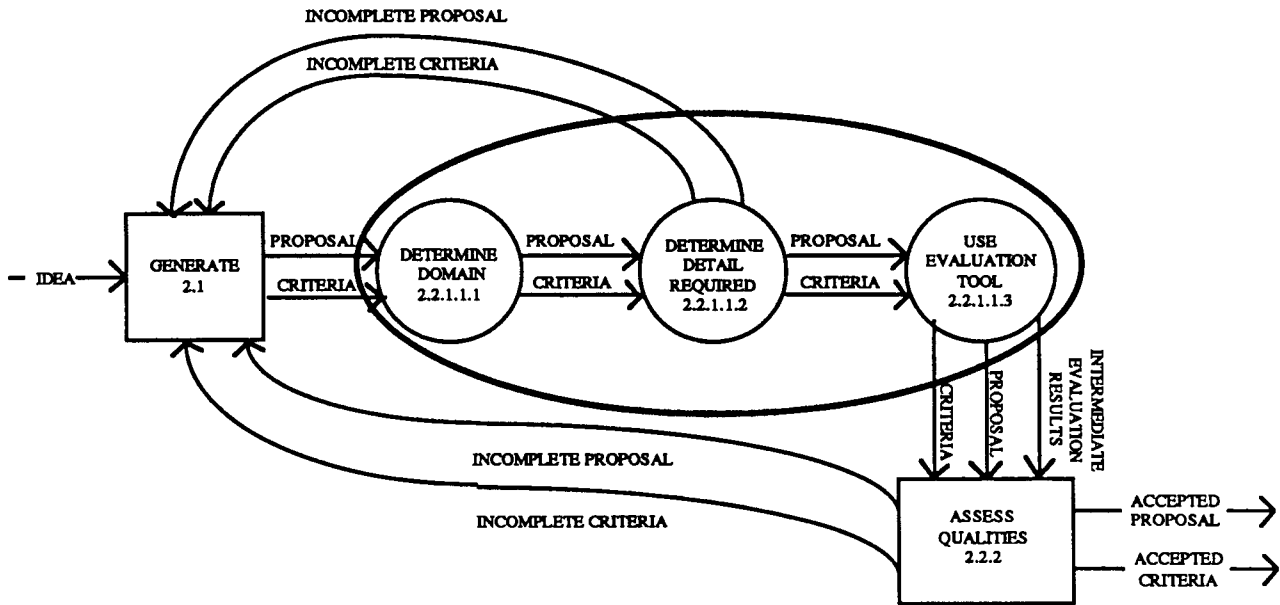 INCOMPLETE PROPOSAL
INCOMPLETE CRITERIA
IDEA
GENERATE
2.1
PROPOSAL
CRITERIA
DETERMINE
DOMAIN
2.2.1.1.1
PROPOSAL
CRITERIA
DETERMINE
DETAIL
REQUIRED
2.2.1.1.2
PROPOSAL
CRITERIA
USE
EVALUATION
TOOL
2.2.1.1.3
CRITERIA
PROPOSAL
INTERMEDIATE
EVALUATION
RESULTS
INCOMPLETE PROPOSAL
INCOMPLETE CRITERIA
ASSESS
QUALITIES
2.2.2
ACCEPTED
PROPOSAL
ACCEPTED
CRITERIA